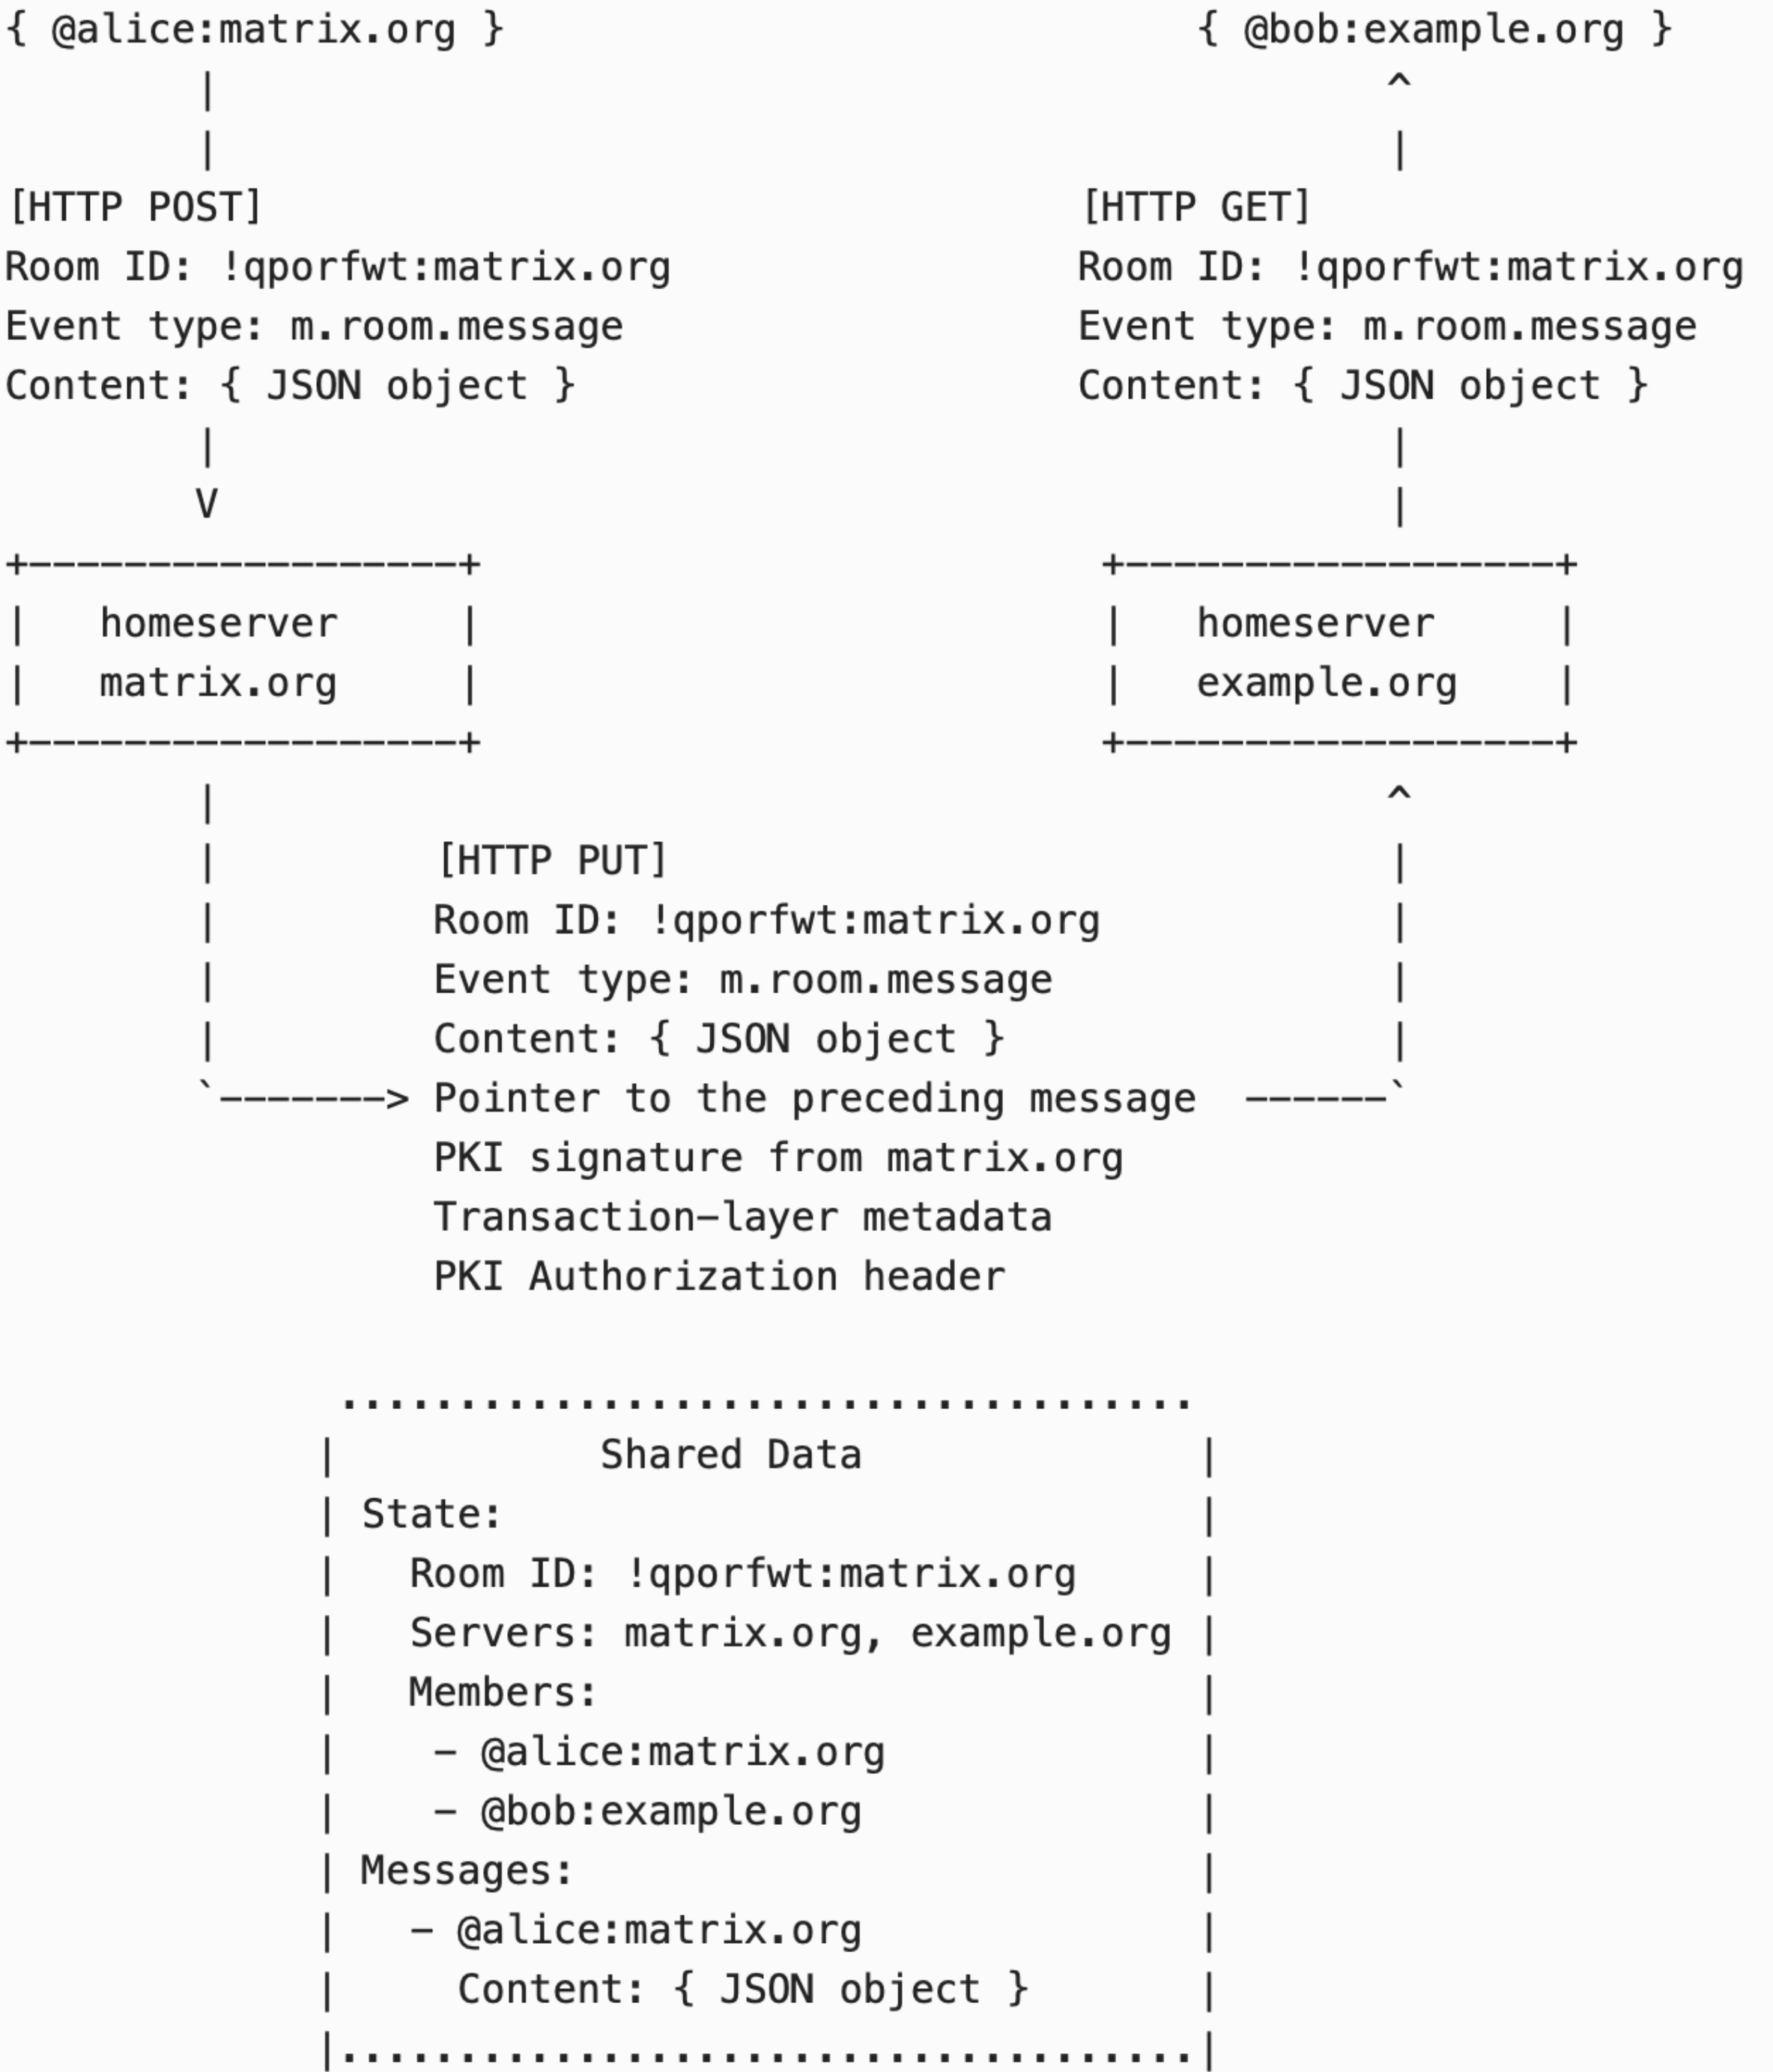 { @alice:matrix.org }                             { @bob:example.org }
        |                                                 ^
        |                                                 |
[HTTP POST]                                  [HTTP GET]
Room ID: !qporfwt:matrix.org                 Room ID: !qporfwt:matrix.org
Event type: m.room.message                   Event type: m.room.message
Content: { JSON object }                     Content: { JSON object }
        |                                                 |
        V                                                 |
+------------------+                          +------------------+
|   homeserver     |                          |   homeserver     |
|   matrix.org     |                          |   example.org    |
+------------------+                          +------------------+
        |                                                 ^
        |         [HTTP PUT]                              |
        |         Room ID: !qporfwt:matrix.org            |
        |         Event type: m.room.message              |
        |         Content: { JSON object }                |
        `-------> Pointer to the preceding message  ------`
                  PKI signature from matrix.org
                  Transaction-layer metadata
                  PKI Authorization header

              ....................................
             |           Shared Data              |
             | State:                             |
             |   Room ID: !qporfwt:matrix.org     |
             |   Servers: matrix.org, example.org |
             |   Members:                         |
             |    - @alice:matrix.org             |
             |    - @bob:example.org              |
             | Messages:                          |
             |   - @alice:matrix.org              |
             |     Content: { JSON object }       |
             |....................................|